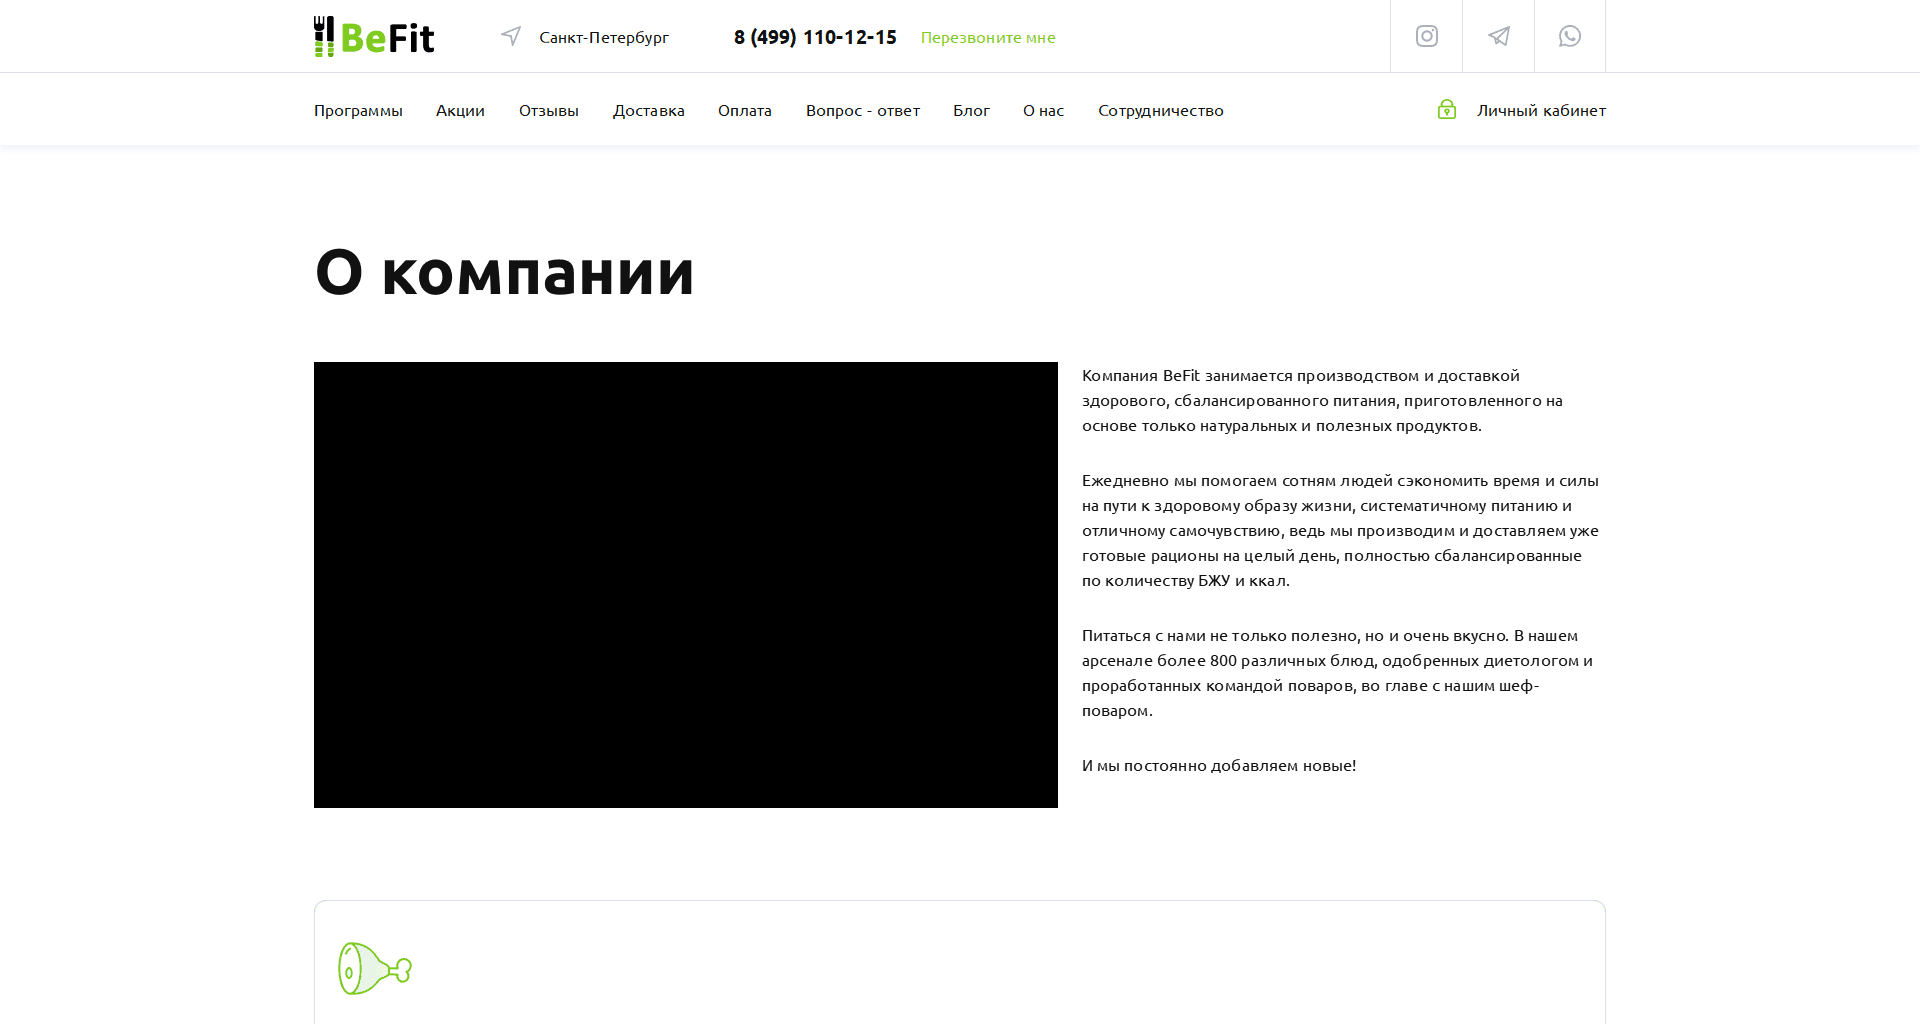 BeFit
Санкт-Петербург
8 (499) 110-12-15
Перезвоните мне
Программы
Акции
Отзывы
Доставка
Оплата
Вопрос - ответ
Блог
О нас
Сотрудничество
Личный кабинет
О компании
Компания BeFit занимается производством и доставкой
здорового, сбалансированного питания, приготовленного на
основе только натуральных и полезных продуктов.
Ежедневно мы помогаем сотням людей сэкономить время и силы
на пути к здоровому образу жизни, систематичному питанию и
отличному самочувствию, ведь мы производим и доставляем уже
готовые рационы на целый день, полностью сбалансированные
по количеству БЖУ и ккал.
Питаться с нами не только полезно, но и очень вкусно. В нашем
арсенале более 800 различных блюд, одобренных диетологом и
проработанных командой поваров, во главе с нашим шеф-
поваром.
И мы постоянно добавляем новые!